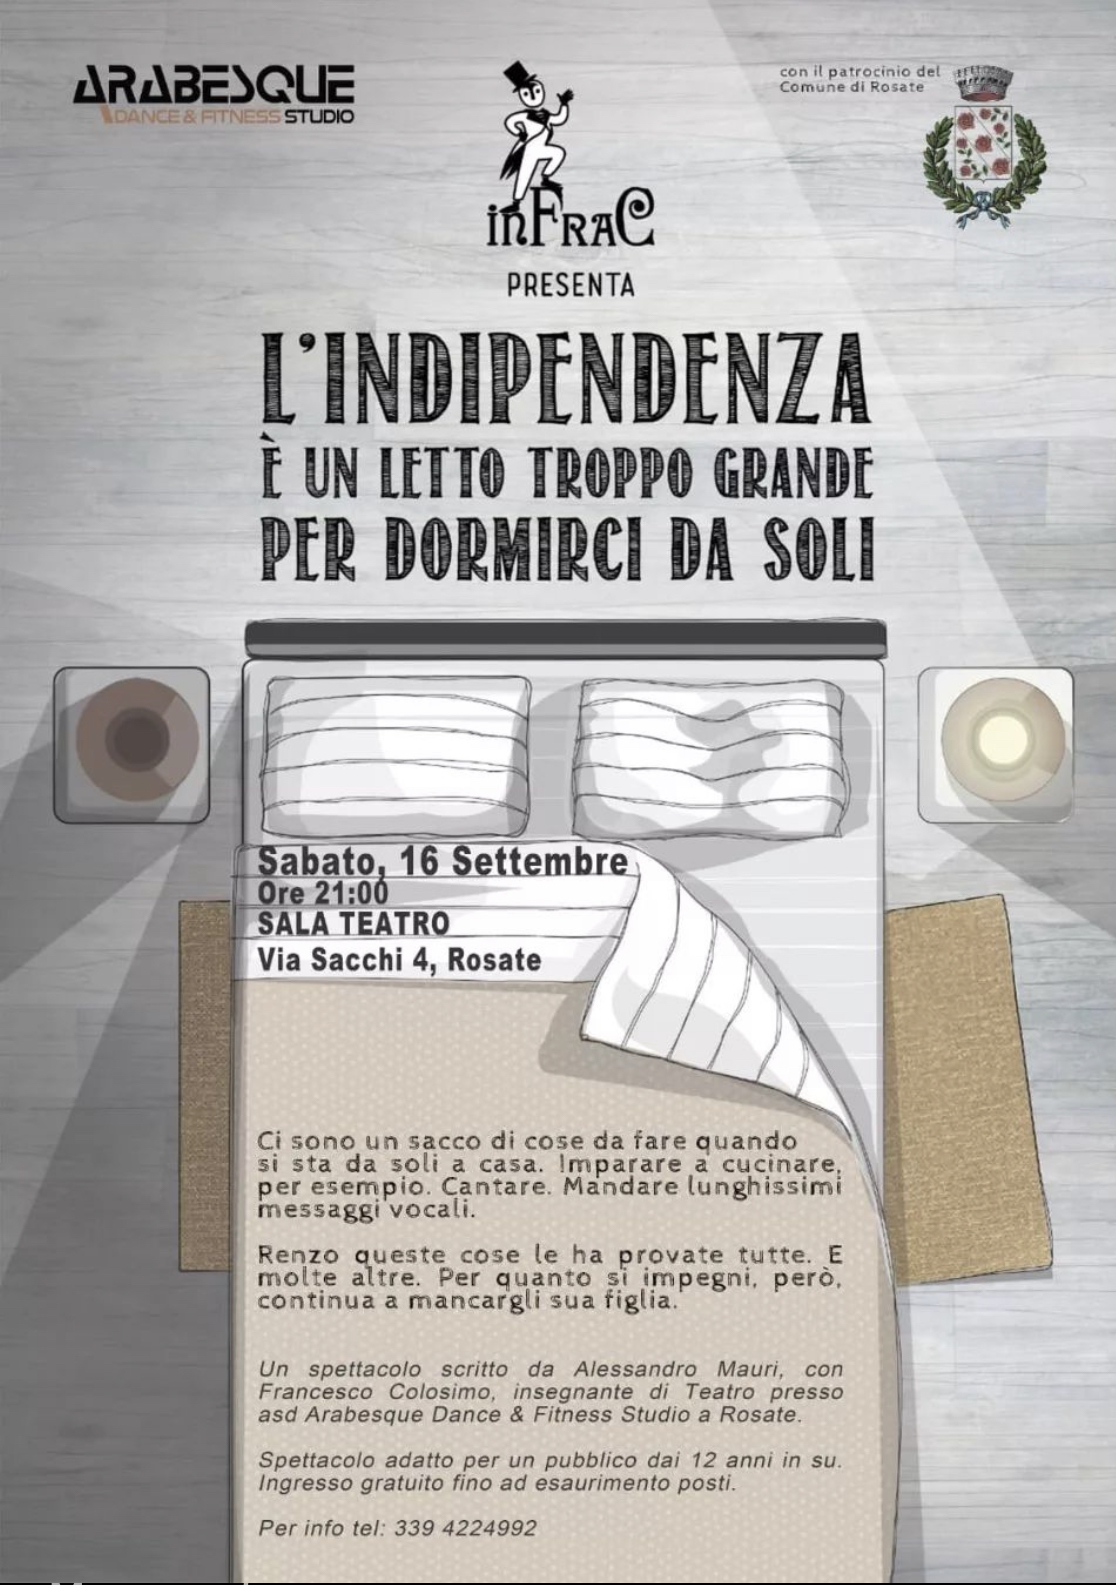 ARABESQUE
DANCE & FITNESS STUDIO
con il patrocinio del
Comune di Rosate
inFraC
PRESENTA
L'INDIPENDENZA
È UN LETTO TROPPO GRANDE
PER DORMIRCI DA SOLI
Sabato, 16 Settembre
Ore 21:00
SALA TEATRO
Via Sacchi 4, Rosate
Ci sono un sacco di cose da fare quando
si sta da soli a casa. Imparare a cucinare,
per esempio. Cantare. Mandare lunghissimi
messaggi vocali.
Renzo queste cose le ha provate tutte. E
molte altre. Per quanto si impegni, però,
continua a mancargli sua figlia.
Un spettacolo scritto da Alessandro Mauri, con
Francesco Colosimo, insegnante di Teatro presso
asd Arabesque Dance & Fitness Studio a Rosate.
Spettacolo adatto per un pubblico dai 12 anni in su.
Ingresso gratuito fino ad esaurimento posti.
Per info tel: 339 4224992